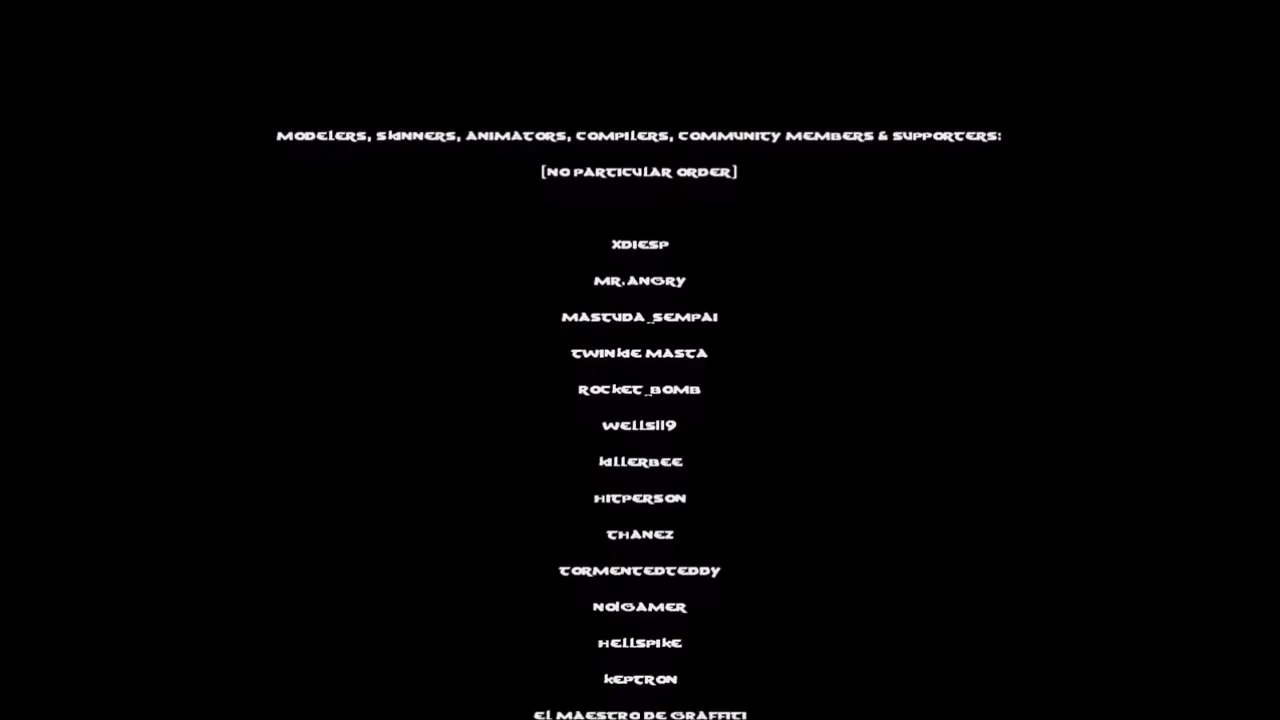 MODELERS, SKINNERS, ANIMATORS, COMPILERS, COMMUNITY MEMBERS & SUPPORTERS:
[NO PARTICULAR ORDER]
XDIESP
MR.ANGRY
MASTUDA_SEMPAI
TWINKIE MASTA
ROCKET_BOMB
WELLS119
KILLERBEE
HITPERSON
THANEZ
TORMENTEDTEDDY
NO1GAMER
HELLSPIKE
KEPTRON
EL MAESTRO DE GRAFFITI